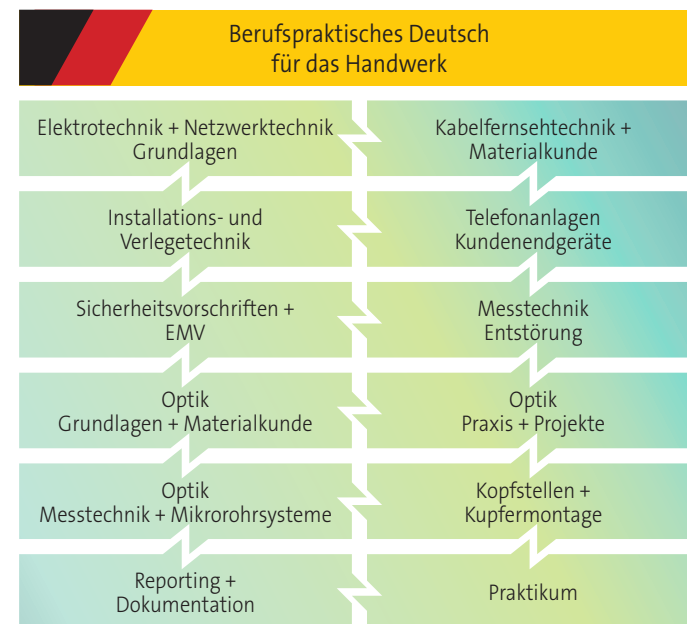 Berufspraktisches Deutsch
für das Handwerk
Elektrotechnik + Netzwerktechnik
Grundlagen
Kabelfernsehtechnik +
Materialkunde
Installations- und
Verlegetechnik
Telefonanlagen
Kundenendgeräte
Sicherheitsvorschriften +
EMV
Messtechnik
Entstörung
Optik
Grundlagen + Materialkunde
Optik
Praxis + Projekte
Optik
Messtechnik + Mikrorohrsysteme
Kopfstellen +
Kupfermontage
Reporting +
Dokumentation
Praktikum